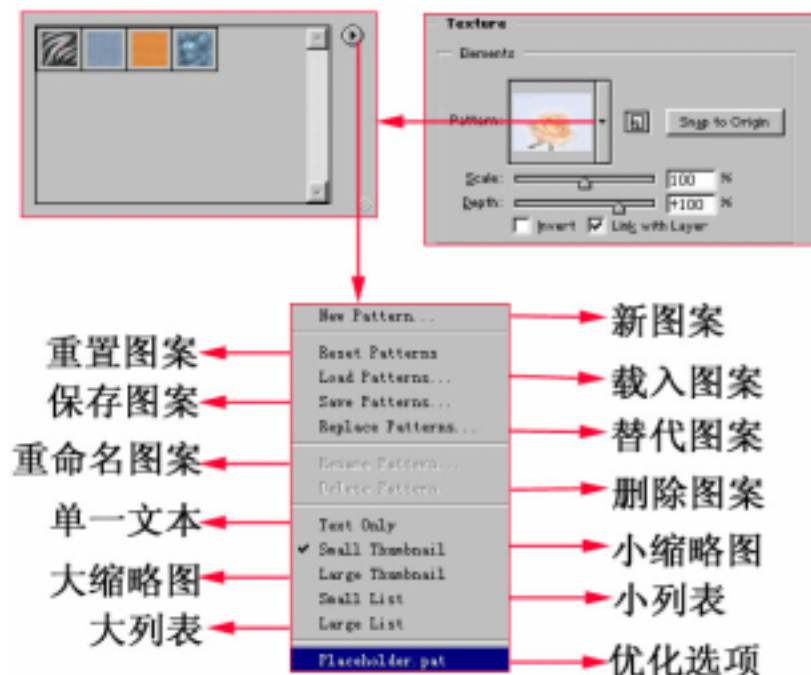 Texture
Elements
Pattern:
Snap to Origin
Scale:
100 %
Depth:
+100 %
Invert
Link with Layer
New Pattern...
新图案
重置图案
Reset Patterns
Load Patterns...
载入图案
保存图案
Save Patterns...
Replace Patterns...
替代图案
重命名图案
Rename Pattern...
Delete Pattern
删除图案
单一文本
Text Only
Small Thumbnail
小缩略图
大缩略图
Large Thumbnail
Small List
小列表
大列表
Large List
Placeholder.pat
优化选项